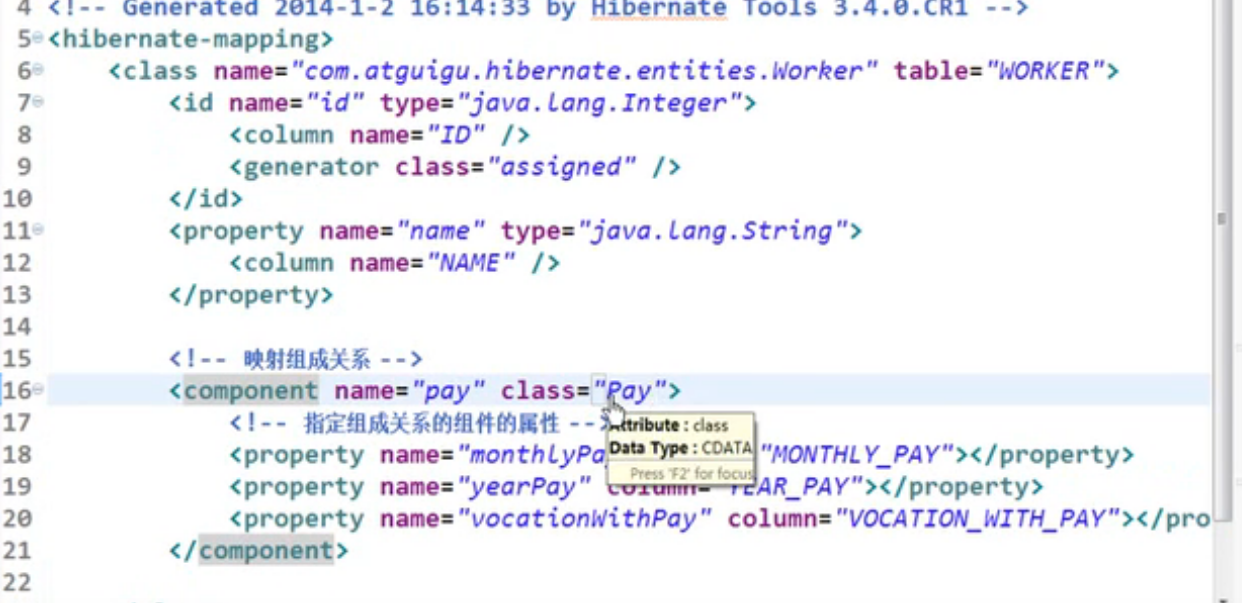 4 <!-- Generated 2014-1-2 16:14:33 by Hibernate Tools 3.4.0.CR1 -->
5 <hibernate-mapping>
6 <class name="com.atguigu.hibernate.entities.Worker" table="WORKER">
7 <id name="id" type="java.lang.Integer">
8 <column name="ID" />
9 <generator class="assigned" />
10 </id>
11 <property name="name" type="java.lang.String">
12 <column name="NAME" />
13 </property>
14
15 <!-- 映射组成关系 -->
16 <component name="pay" class="Pay">
17 <!-- 指定组成关系的组件的属性 --
Attribute : class
Data Type : CDATA
Press 'F2' for focus
18 <property name="monthlyPa "MONTHLY_PAY"></property>
19 <property name="yearPay" column="YEAR_PAY"></property>
20 <property name="vocationWithPay" column="VOCATION_WITH_PAY"></pro
21 </component>
22